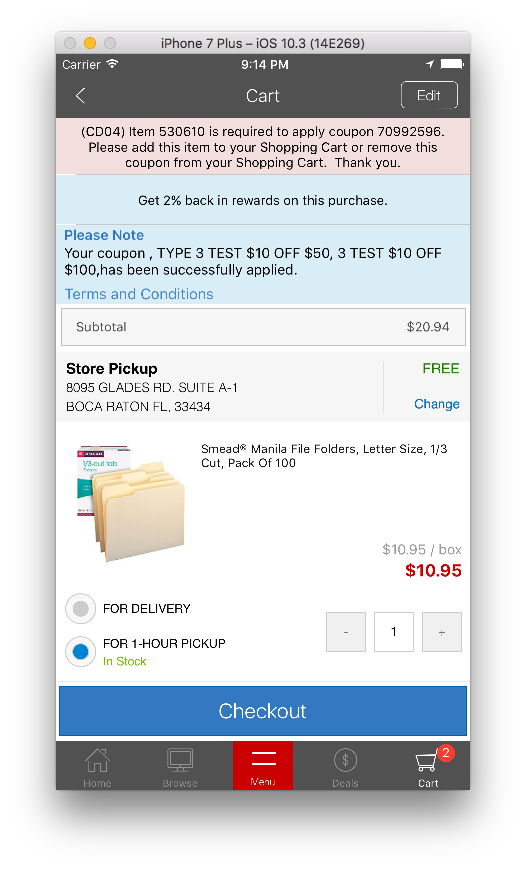 iPhone 7 Plus – iOS 10.3 (14E269)
Carrier 9:14 PM
Cart Edit
(CD04) Item 530610 is required to apply coupon 70992596.
Please add this item to your Shopping Cart or remove this
coupon from your Shopping Cart. Thank you.
Get 2% back in rewards on this purchase.
Please Note
Your coupon , TYPE 3 TEST $10 OFF $50, 3 TEST $10 OFF
$100,has been successfully applied.
Terms and Conditions
Subtotal $20.94
Store Pickup FREE
8095 GLADES RD. SUITE A-1
BOCA RATON FL, 33434 Change
Smead® Manila File Folders, Letter Size, 1/3
Cut, Pack Of 100
1/3-cut tab
$10.95 / box
$10.95
FOR DELIVERY
- 1 +
FOR 1-HOUR PICKUP
In Stock
Checkout
2
Home Browse Menu Deals Cart